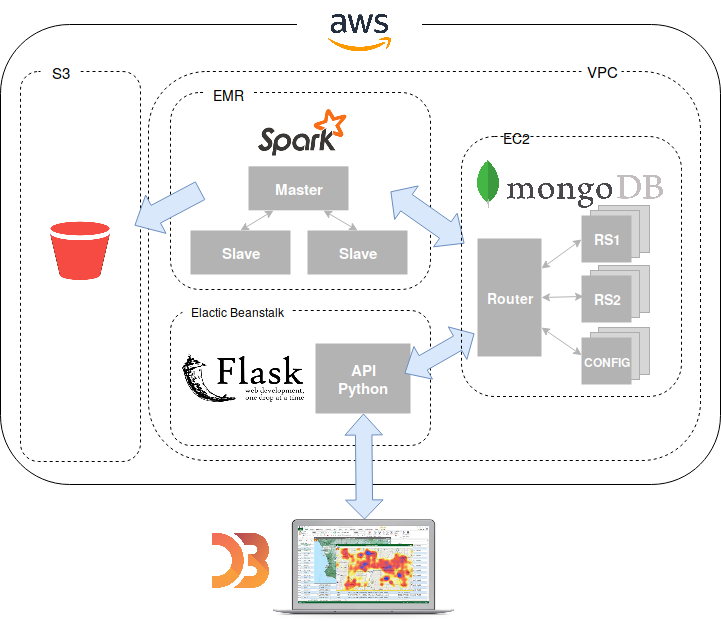 aws
S3
VPC
EMR
Spark
Master
Slave
Slave
EC2
mongoDB
Router
RS1
RS2
CONFIG
Elactic Beanstalk
Flask
web development,
one drop at a time
API
Python
D3